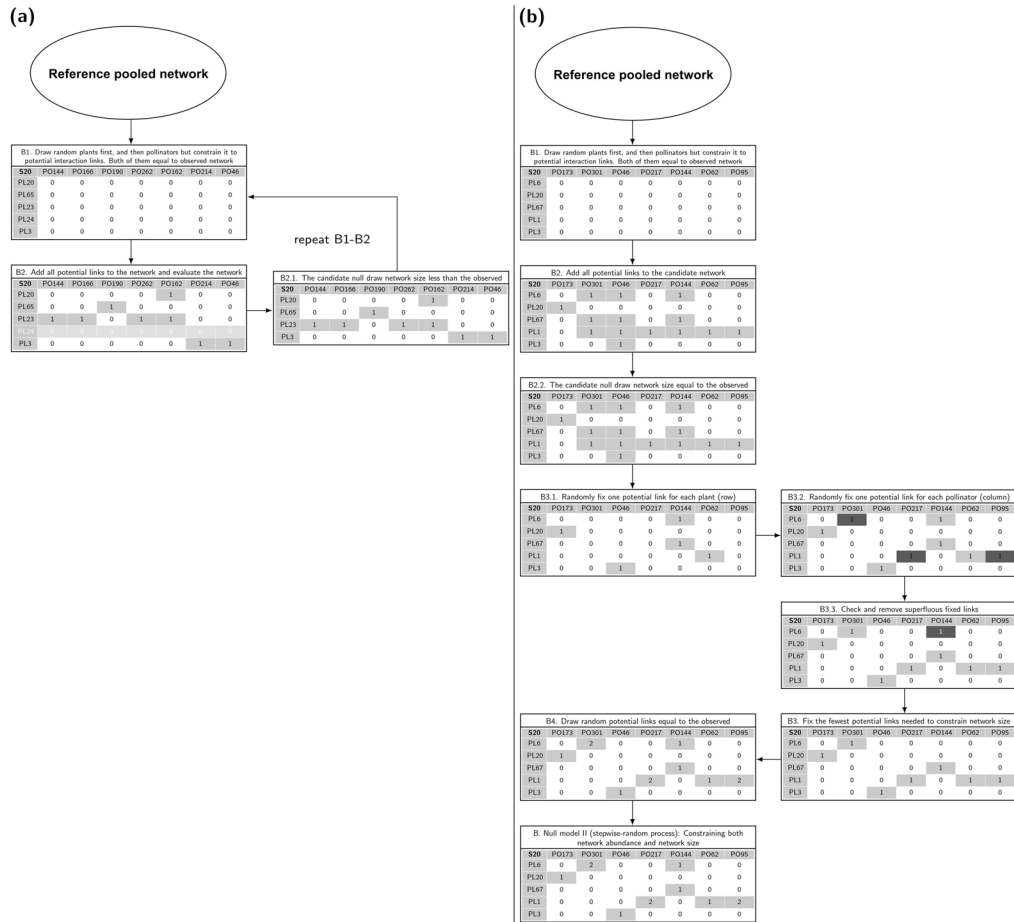 (a)
Reference pooled network
B1. Draw random plants first, and then pollinators but constrain it to
potential interaction links. Both of them equal to observed network
S20 PO144 PO166 PO190 PO262 PO162 PO214 PO46
PL20 0 0 0 0 0 0 0
PL65 0 0 0 0 0 0 0
PL23 0 0 0 0 0 0 0
PL24 0 0 0 0 0 0 0
PL3 0 0 0 0 0 0 0
B2. Add all potential links to the network and evaluate the network
S20 PO144 PO166 PO190 PO262 PO162 PO214 PO46
PL20 0 0 0 0 1 0 0
PL65 0 0 1 0 0 0 0
PL23 1 1 0 1 1 0 0
PL24 0 0 0 0 0 0 0
PL3 0 0 0 0 0 1 1
repeat B1-B2
B2.1. The candidate null draw network size less than the observed
S20 PO144 PO166 PO190 PO262 PO162 PO214 PO46
PL20 0 0 0 0 1 0 0
PL65 0 0 1 0 0 0 0
PL23 1 1 0 1 1 0 0
PL3 0 0 0 0 0 1 1
(b)
Reference pooled network
B1. Draw random plants first, and then pollinators but constrain it to
potential interaction links. Both of them equal to observed network
S20 PO173 PO301 PO46 PO217 PO144 PO62 PO95
PL6 0 0 0 0 0 0 0
PL20 0 0 0 0 0 0 0
PL67 0 0 0 0 0 0 0
PL1 0 0 0 0 0 0 0
PL3 0 0 0 0 0 0 0
B2. Add all potential links to the candidate network
S20 PO173 PO301 PO46 PO217 PO144 PO62 PO95
PL6 0 1 1 0 1 0 0
PL20 1 0 0 0 0 0 0
PL67 0 1 1 0 1 0 0
PL1 0 1 1 1 1 1 1
PL3 0 0 1 0 0 0 0
B2.2. The candidate null draw network size equal to the observed
S20 PO173 PO301 PO46 PO217 PO144 PO62 PO95
PL6 0 1 1 0 1 0 0
PL20 1 0 0 0 0 0 0
PL67 0 1 1 0 1 0 0
PL1 0 1 1 1 1 1 1
PL3 0 0 1 0 0 0 0
B3.1. Randomly fix one potential link for each plant (row)
S20 PO173 PO301 PO46 PO217 PO144 PO62 PO95
PL6 0 0 0 0 1 0 0
PL20 1 0 0 0 0 0 0
PL67 0 0 0 0 1 0 0
PL1 0 0 0 0 0 1 0
PL3 0 0 1 0 0 0 0
B3.2. Randomly fix one potential link for each pollinator (column)
S20 PO173 PO301 PO46 PO217 PO144 PO62 PO95
PL6 0 1 0 0 1 0 0
PL20 1 0 0 0 0 0 0
PL67 0 0 0 0 1 0 0
PL1 0 0 0 1 0 1 1
PL3 0 0 1 0 0 0 0
B3.3. Check and remove superfluous fixed links
S20 PO173 PO301 PO46 PO217 PO144 PO62 PO95
PL6 0 1 0 0 1 0 0
PL20 1 0 0 0 0 0 0
PL67 0 0 0 0 1 0 0
PL1 0 0 0 1 0 1 1
PL3 0 0 1 0 0 0 0
B3. Fix the fewest potential links needed to constrain network size
S20 PO173 PO301 PO46 PO217 PO144 PO62 PO95
PL6 0 1 0 0 0 0 0
PL20 1 0 0 0 0 0 0
PL67 0 0 0 0 1 0 0
PL1 0 0 0 1 0 1 1
PL3 0 0 1 0 0 0 0
B4. Draw random potential links equal to the observed
S20 PO173 PO301 PO46 PO217 PO144 PO62 PO95
PL6 0 2 0 0 1 0 0
PL20 1 0 0 0 0 0 0
PL67 0 0 0 0 1 0 0
PL1 0 0 0 2 0 1 2
PL3 0 0 1 0 0 0 0
B. Null model II (stepwise-random process): Constraining both
network abundance and network size
S20 PO173 PO301 PO46 PO217 PO144 PO62 PO95
PL6 0 2 0 0 1 0 0
PL20 1 0 0 0 0 0 0
PL67 0 0 0 0 1 0 0
PL1 0 0 0 2 0 1 2
PL3 0 0 1 0 0 0 0